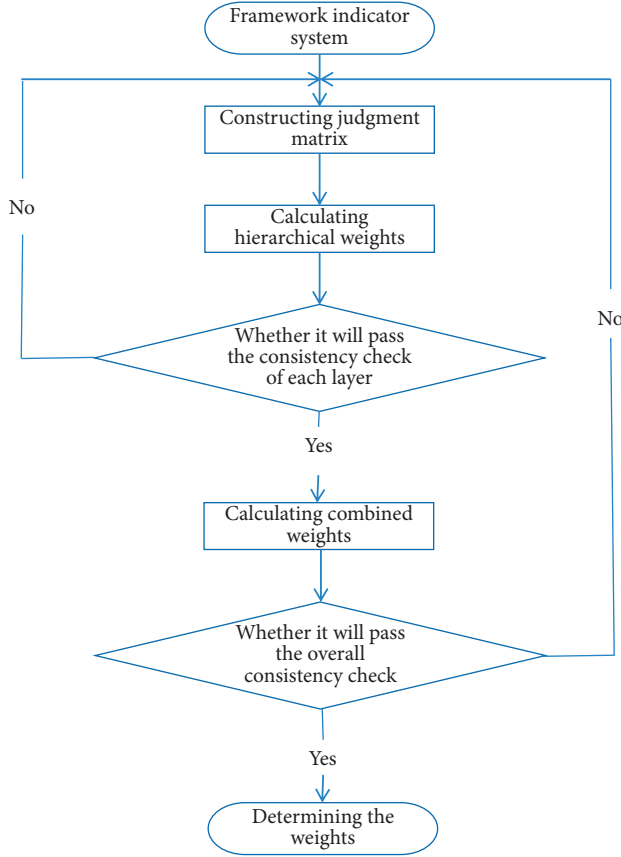 Framework indicator
system
Constructing judgment
matrix
No
Calculating
hierarchical weights
No
Whether it will pass
the consistency check
of each layer
Yes
Calculating combined
weights
Whether it will pass
the overall
consistency check
Yes
Determining the
weights